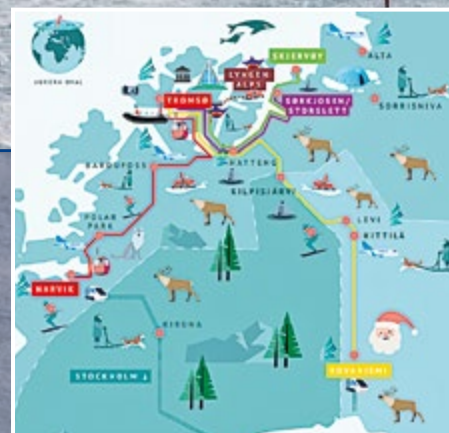 SKJERVØY
ALTA
LYNGEN
ALPS
TROMSØ
SØRKJOSEN/
STORSLETT
SORRISNIVA
BARDUFOSS
HATTENG
KILPISJÄRVI
POLAR
PARK
LEVI
KITTILÄ
NARVIK
KIRUNA
STOCKHOLM ↓
ROVANIEMI